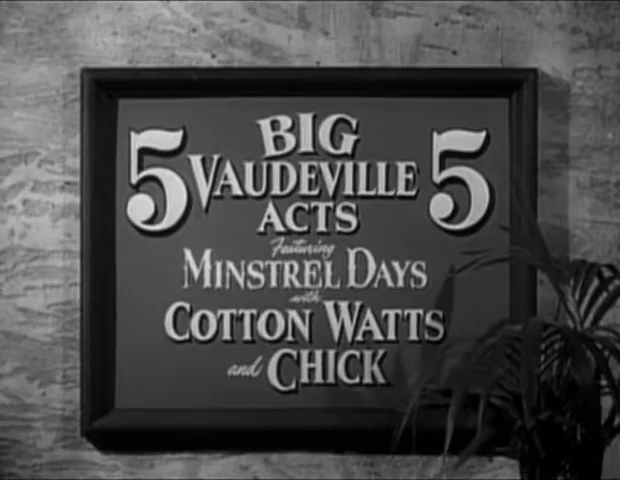 5 BIG 5
VAUDEVILLE
ACTS
Featuring
MINSTREL DAYS
with
COTTON WATTS
and CHICK